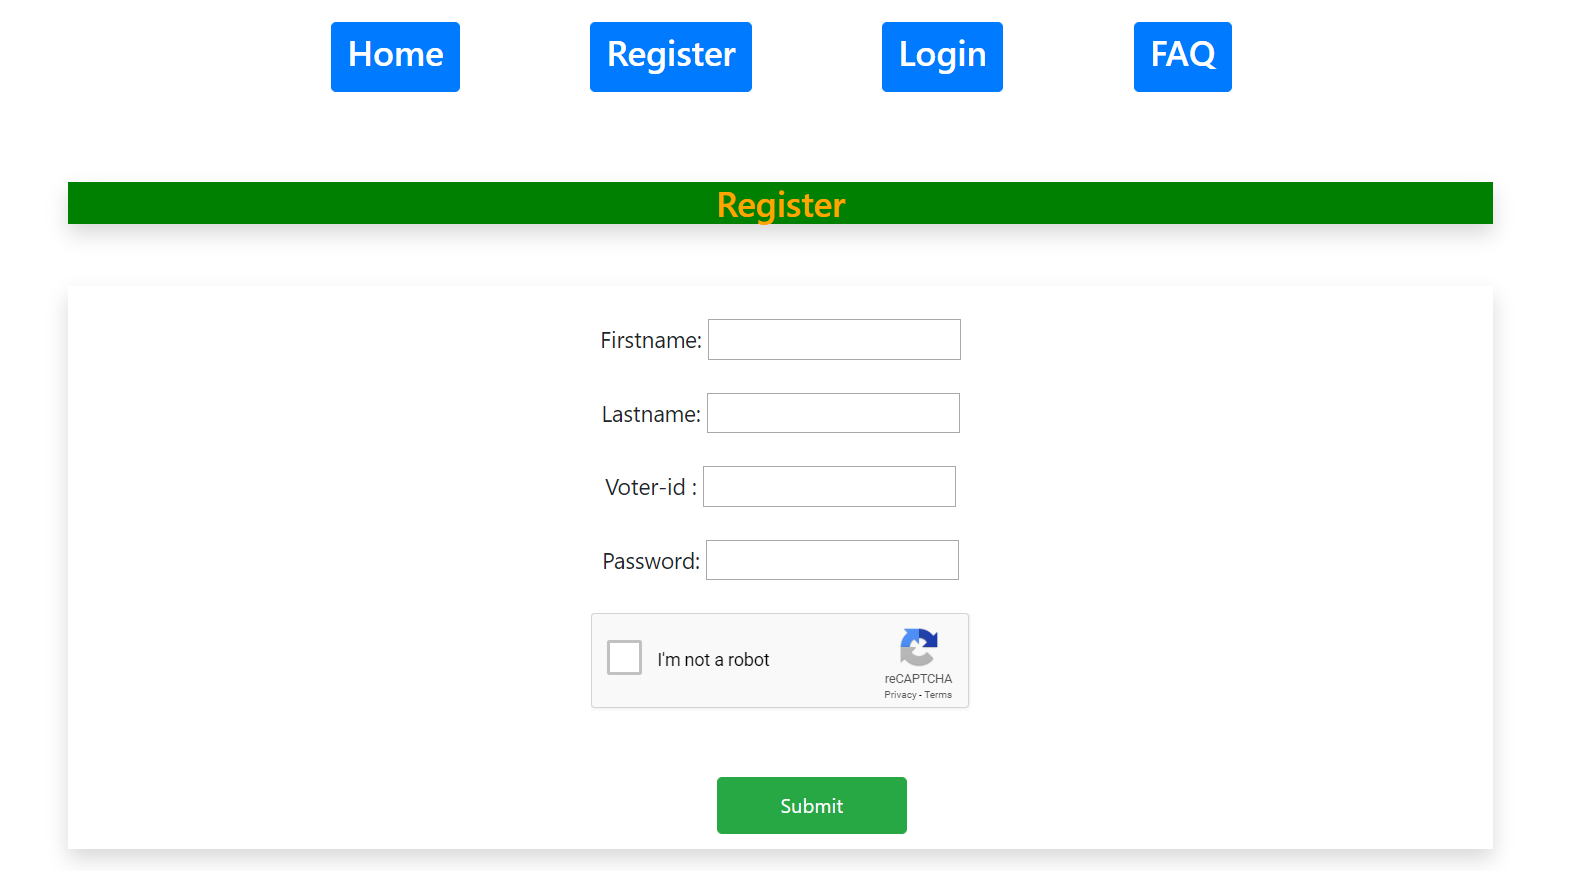 Home Register Login FAQ
Register
Firstname:
Lastname:
Voter-id :
Password:
I'm not a robot
reCAPTCHA
Privacy - Terms
Submit